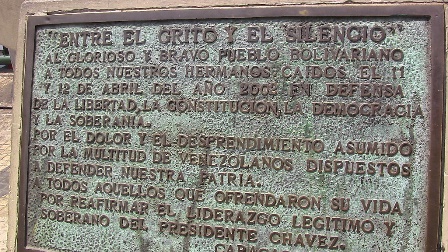 "ENTRE EL GRITO Y EL SILENCIO"
AL GLORIOSO Y BRAVO PUEBLO BOLIVARIANO
A TODOS NUESTROS HERMANOS CAIDOS EL 11
Y 12 DE ABRIL DEL AÑO 2002 EN DEFENSA
DE LA LIBERTAD, LA CONSTITUCION, LA DEMOCRACIA
Y LA SOBERANIA.
POR EL DOLOR Y EL DESPRENDIMIENTO ASUMIDO
POR LA MULTITUD DE VENEZOLANOS DISPUESTOS
A DEFENDER NUESTRA PATRIA.
A TODOS AQUELLOS QUE OFRENDARON SU VIDA
POR REAFIRMAR EL LIDERAZGO LEGITIMO Y
SOBERANO DEL PRESIDENTE CHAVEZ.